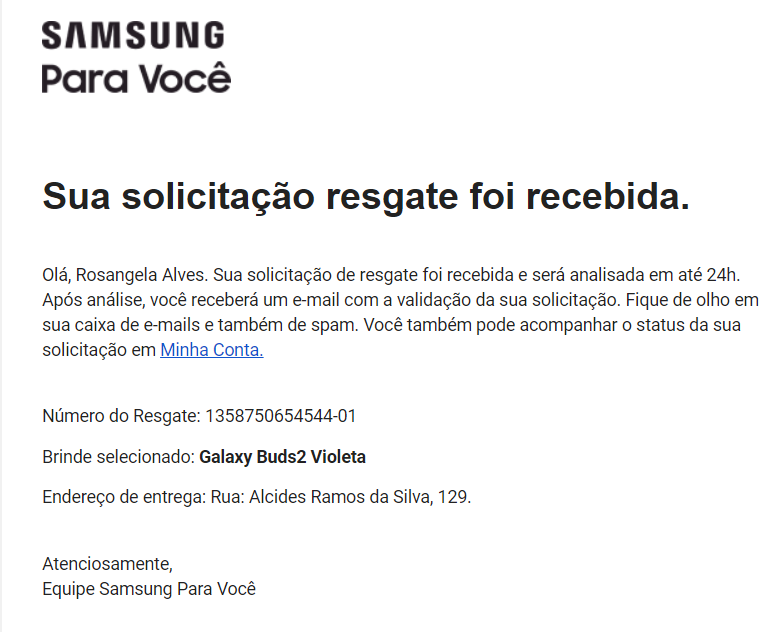 SAMSUNG
Para Você
Sua solicitação resgate foi recebida.
Olá, Rosangela Alves. Sua solicitação de resgate foi recebida e será analisada em até 24h.
Após análise, você receberá um e-mail com a validação da sua solicitação. Fique de olho em
sua caixa de e-mails e também de spam. Você também pode acompanhar o status da sua
solicitação em Minha Conta.
Número do Resgate: 1358750654544-01
Brinde selecionado: Galaxy Buds2 Violeta
Endereço de entrega: Rua: Alcides Ramos da Silva, 129.
Atenciosamente,
Equipe Samsung Para Você